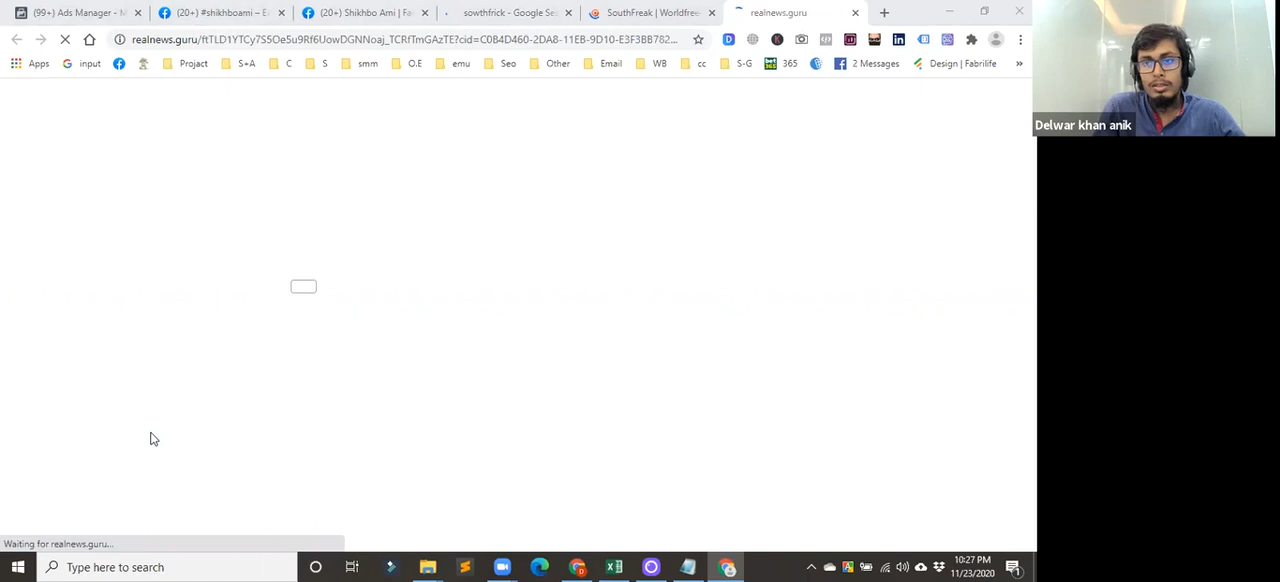 (99+) Ads Manager - M
(20+) #shikhboami – E
(20+) Shikhbo Ami | Fa
sowthfrick - Google Se
SouthFreak | Worldfree
realnews.guru
realnews.guru/ftTLD1YTCy7S5Oe5u9Rf6UowDGNNoaj_TCRfTmGAzTE?cid=C0B4D460-2DA8-11EB-9D10-E3F3BB782...
Apps
input
Projact
S+A
C
S
smm
O.E
emu
Seo
Other
Email
WB
cc
S-G
365
2 Messages
Design | Fabrilife
»
Delwar khan anik
Waiting for realnews.guru...
Type here to search
10:27 PM
11/23/2020